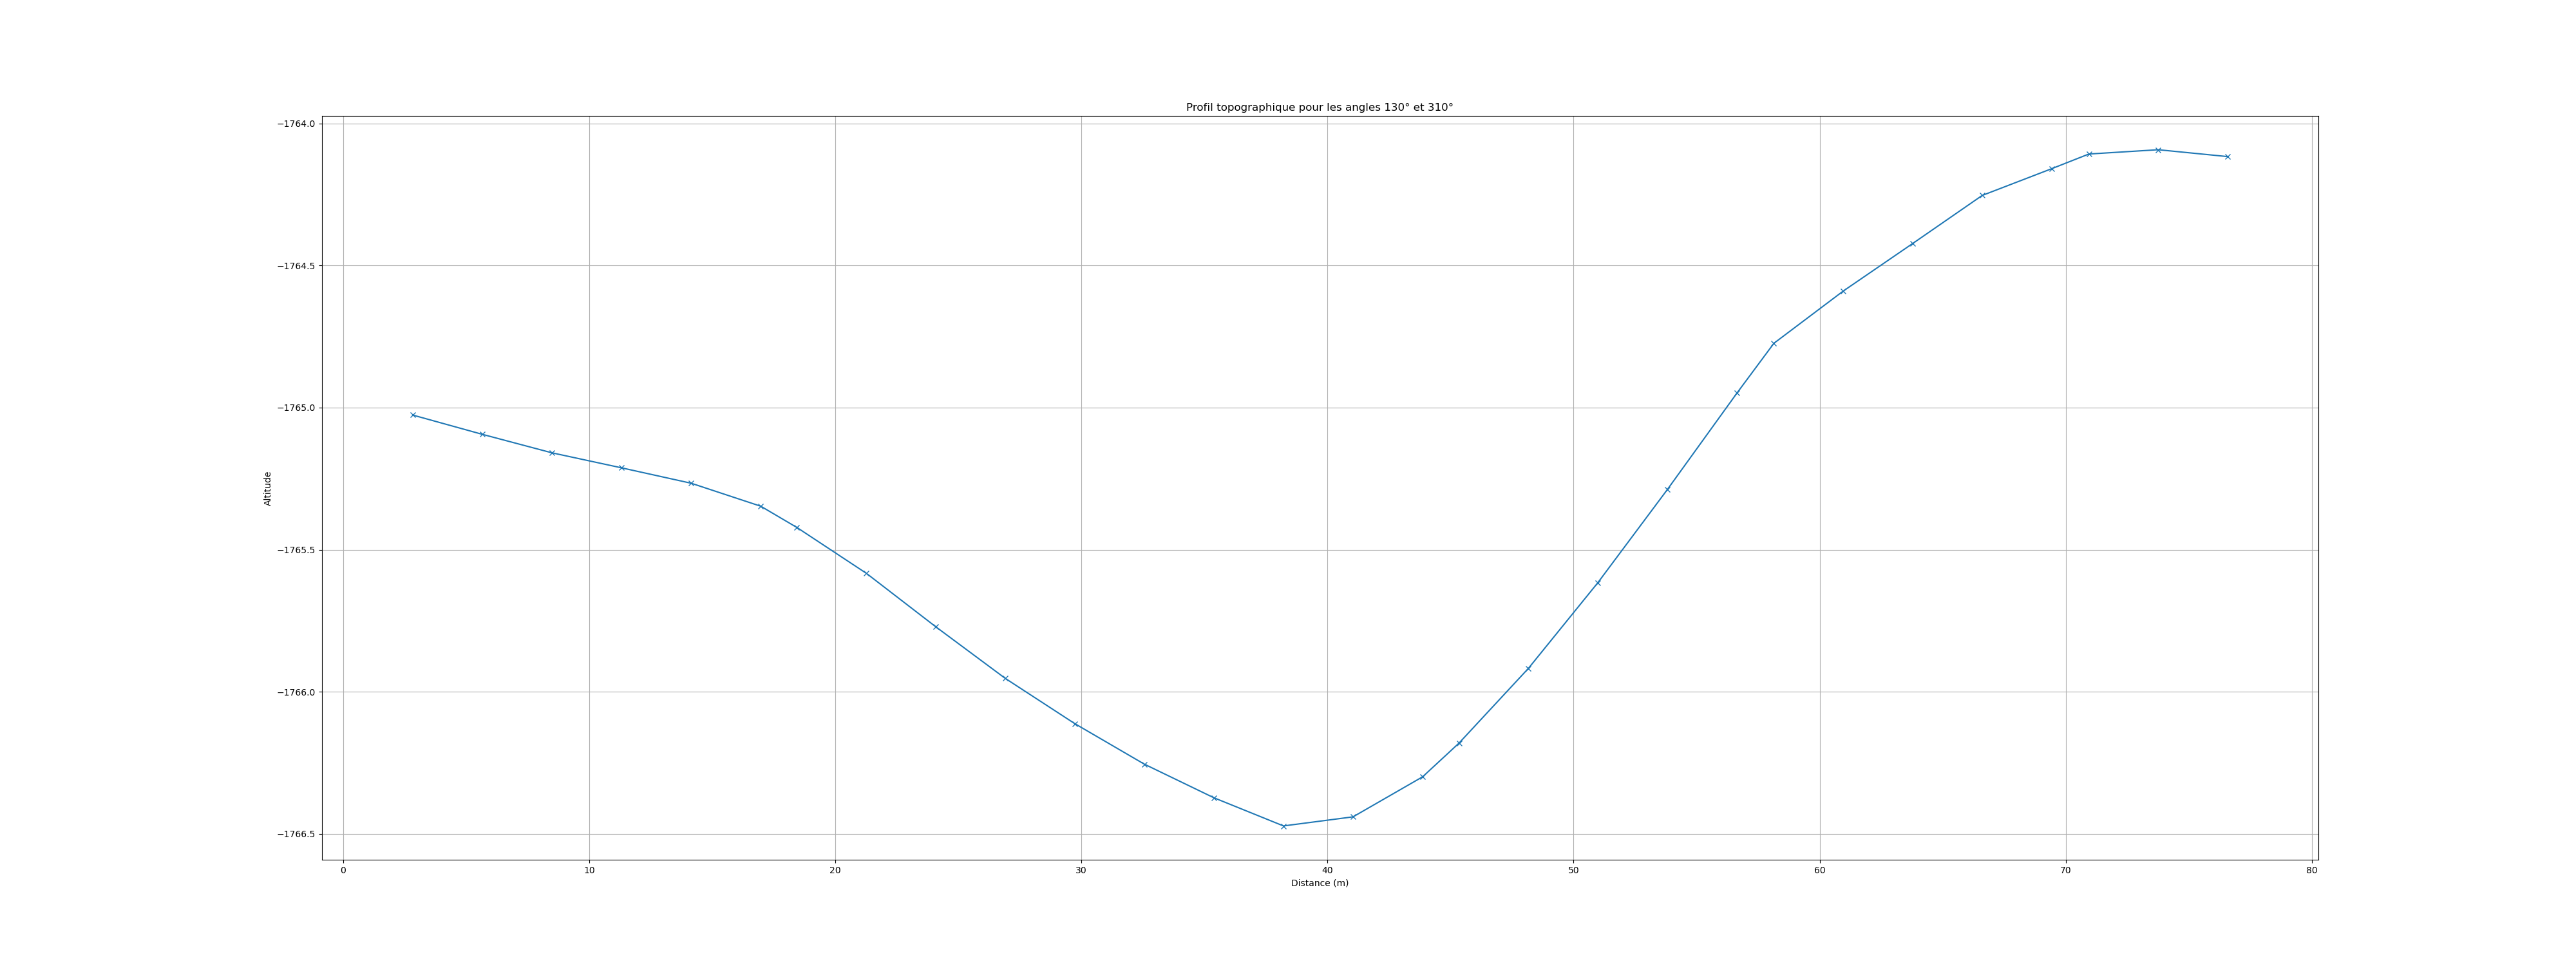 Profil topographique pour les angles 130° et 310°
−1764.0
−1764.5
−1765.0
−1765.5
−1766.0
−1766.5
Altitude
0 10 20 30 40 50 60 70 80
Distance (m)